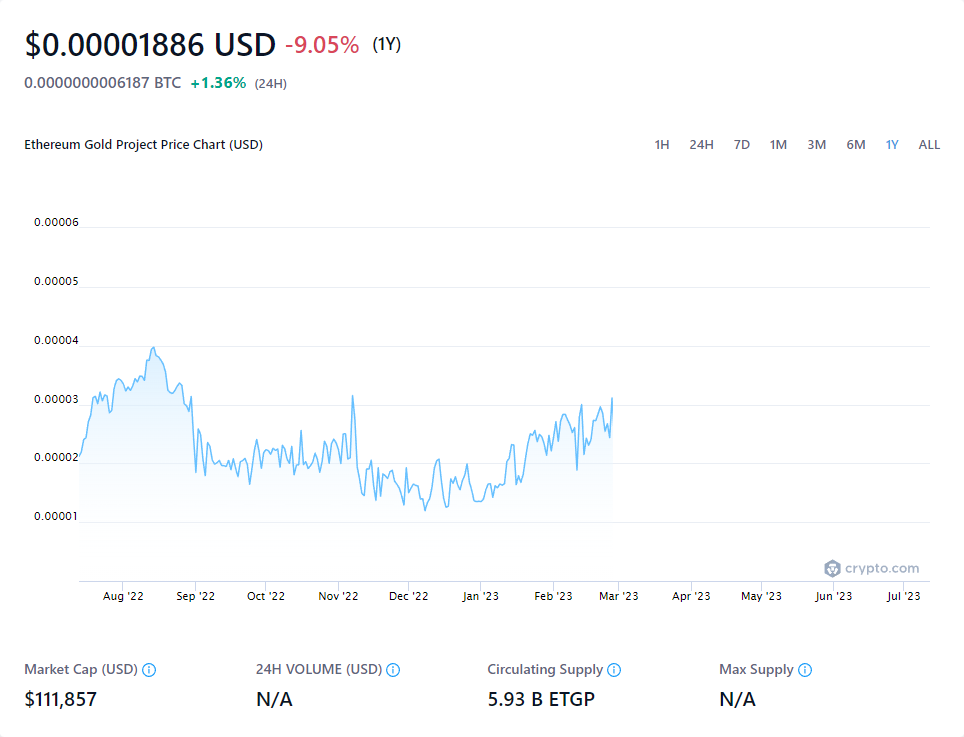 $0.00001886 USD -9.05% (1Y)
0.0000000006187 BTC +1.36% (24H)
Ethereum Gold Project Price Chart (USD) 1H 24H 7D 1M 3M 6M 1Y ALL
0.00006
0.00005
0.00004
0.00003
0.00002
0.00001
crypto.com
Aug '22 Sep '22 Oct '22 Nov '22 Dec '22 Jan '23 Feb '23 Mar '23 Apr '23 May '23 Jun '23 Jul '23
Market Cap (USD) 24H VOLUME (USD) Circulating Supply Max Supply
$111,857 N/A 5.93 B ETGP N/A